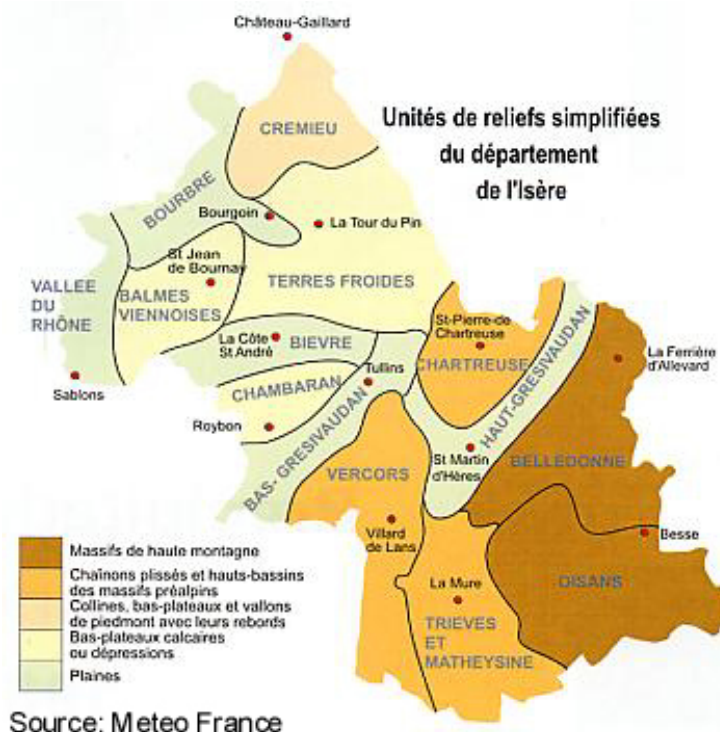 Château-Gaillard
Unités de reliefs simplifiées
du département
de l'Isère
CREMIEU
BOURBRE
Bourgoin
La Tour du Pin
St Jean
de Bournay
VALLEE
DU
RHÔNE
BALMES
VIENNOISES
TERRES FROIDES
La Côte
St André
BIEVRE
St-Pierre-de
Chartreuse
CHARTREUSE
HAUT-GRESIVAUDAN
La Ferrière
d'Allevard
Sablons
Tullins
CHAMBARAN
Roybon
BAS- GRESIVAUDAN
VERCORS
St Martin
d'Hères
BELLEDONNE
Villard
de Lans
Besse
La Mure
OISANS
TRIEVES
ET
MATHEYSINE
Massifs de haute montagne
Chaînons plissés et hauts-bassins
des massifs préalpins
Collines, bas-plateaux et vallons
de piedmont avec leurs rebords
Bas-plateaux calcaires
ou dépressions
Plaines
Source: Meteo France